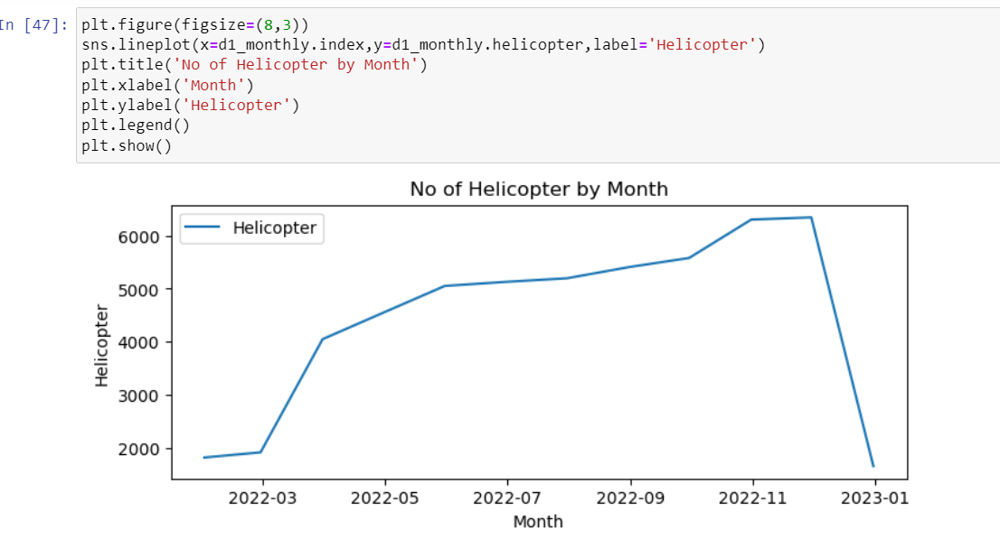 In [47]:
plt.figure(figsize=(8,3))
sns.lineplot(x=d1_monthly.index,y=d1_monthly.helicopter,label='Helicopter')
plt.title('No of Helicopter by Month')
plt.xlabel('Month')
plt.ylabel('Helicopter')
plt.legend()
plt.show()
No of Helicopter by Month
Helicopter
6000
5000
4000
3000
2000
Helicopter
2022-03 2022-05 2022-07 2022-09 2022-11 2023-01
Month